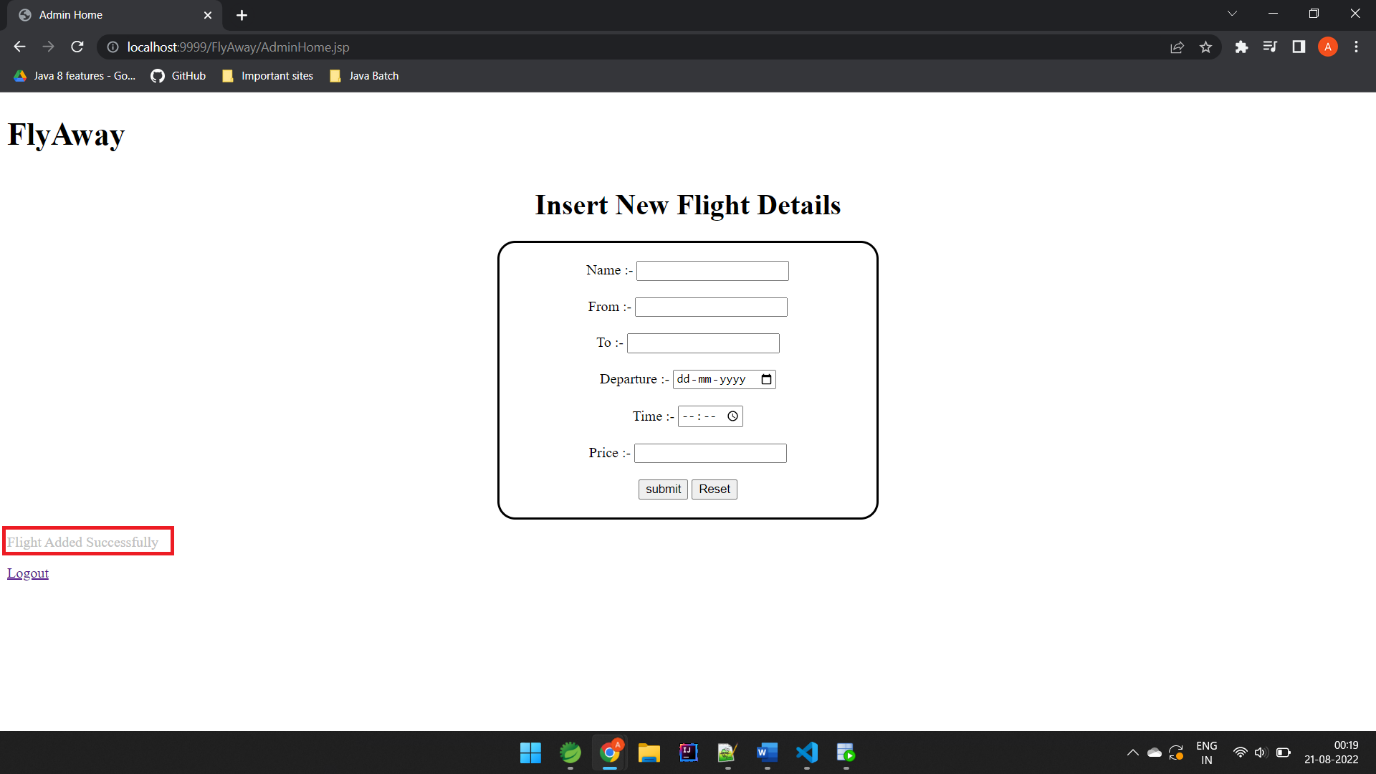 Admin Home
localhost:9999/FlyAway/AdminHome.jsp
A
Java 8 features - Go...
GitHub
Important sites
Java Batch
FlyAway
Insert New Flight Details
Name :-
From :-
To :-
Departure :- dd-mm-yyyy
Time :- --:--
Price :-
submit Reset
Flight Added Successfully
Logout
A
IJ
W
ENG
IN
00:19
21-08-2022